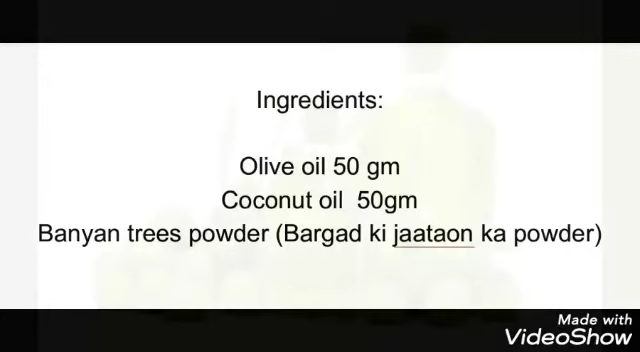 Ingredients:
Olive oil 50 gm
Coconut oil  50gm
Banyan trees powder (Bargad ki jaataon ka powder)
Made with
VideoShow